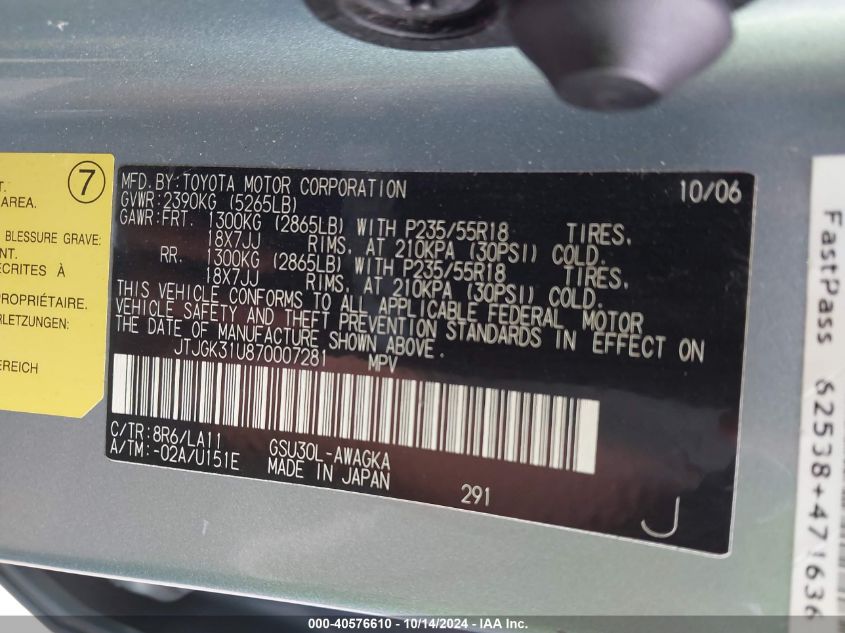 7
T.
AREA.
BLESSURE GRAVE:
NT.
ÉCRITES À
PROPRIÉTAIRE.
RLETZUNGEN:
EREICH
MFD. BY: TOYOTA MOTOR CORPORATION 10/06
GVWR: 2390KG (5265LB)
GAWR: FRT. 1300KG (2865LB) WITH P235/55R18 TIRES,
18X7JJ RIMS, AT 210KPA (30PSI) COLD.
RR. 1300KG (2865LB) WITH P235/55R18 TIRES,
18X7JJ RIMS, AT 210KPA (30PSI) COLD.
THIS VEHICLE CONFORMS TO ALL APPLICABLE FEDERAL MOTOR
VEHICLE SAFETY AND THEFT PREVENTION STANDARDS IN EFFECT ON
THE DATE OF MANUFACTURE SHOWN ABOVE.
JTJGK31U870007281 MPV
C/TR: 8R6/LA11 GSU30L-AWAGKA
A/TM: -02A/U151E MADE IN JAPAN
291
J
FastPass 62538+471636
000-40576610 - 10/14/2024 - IAA Inc.